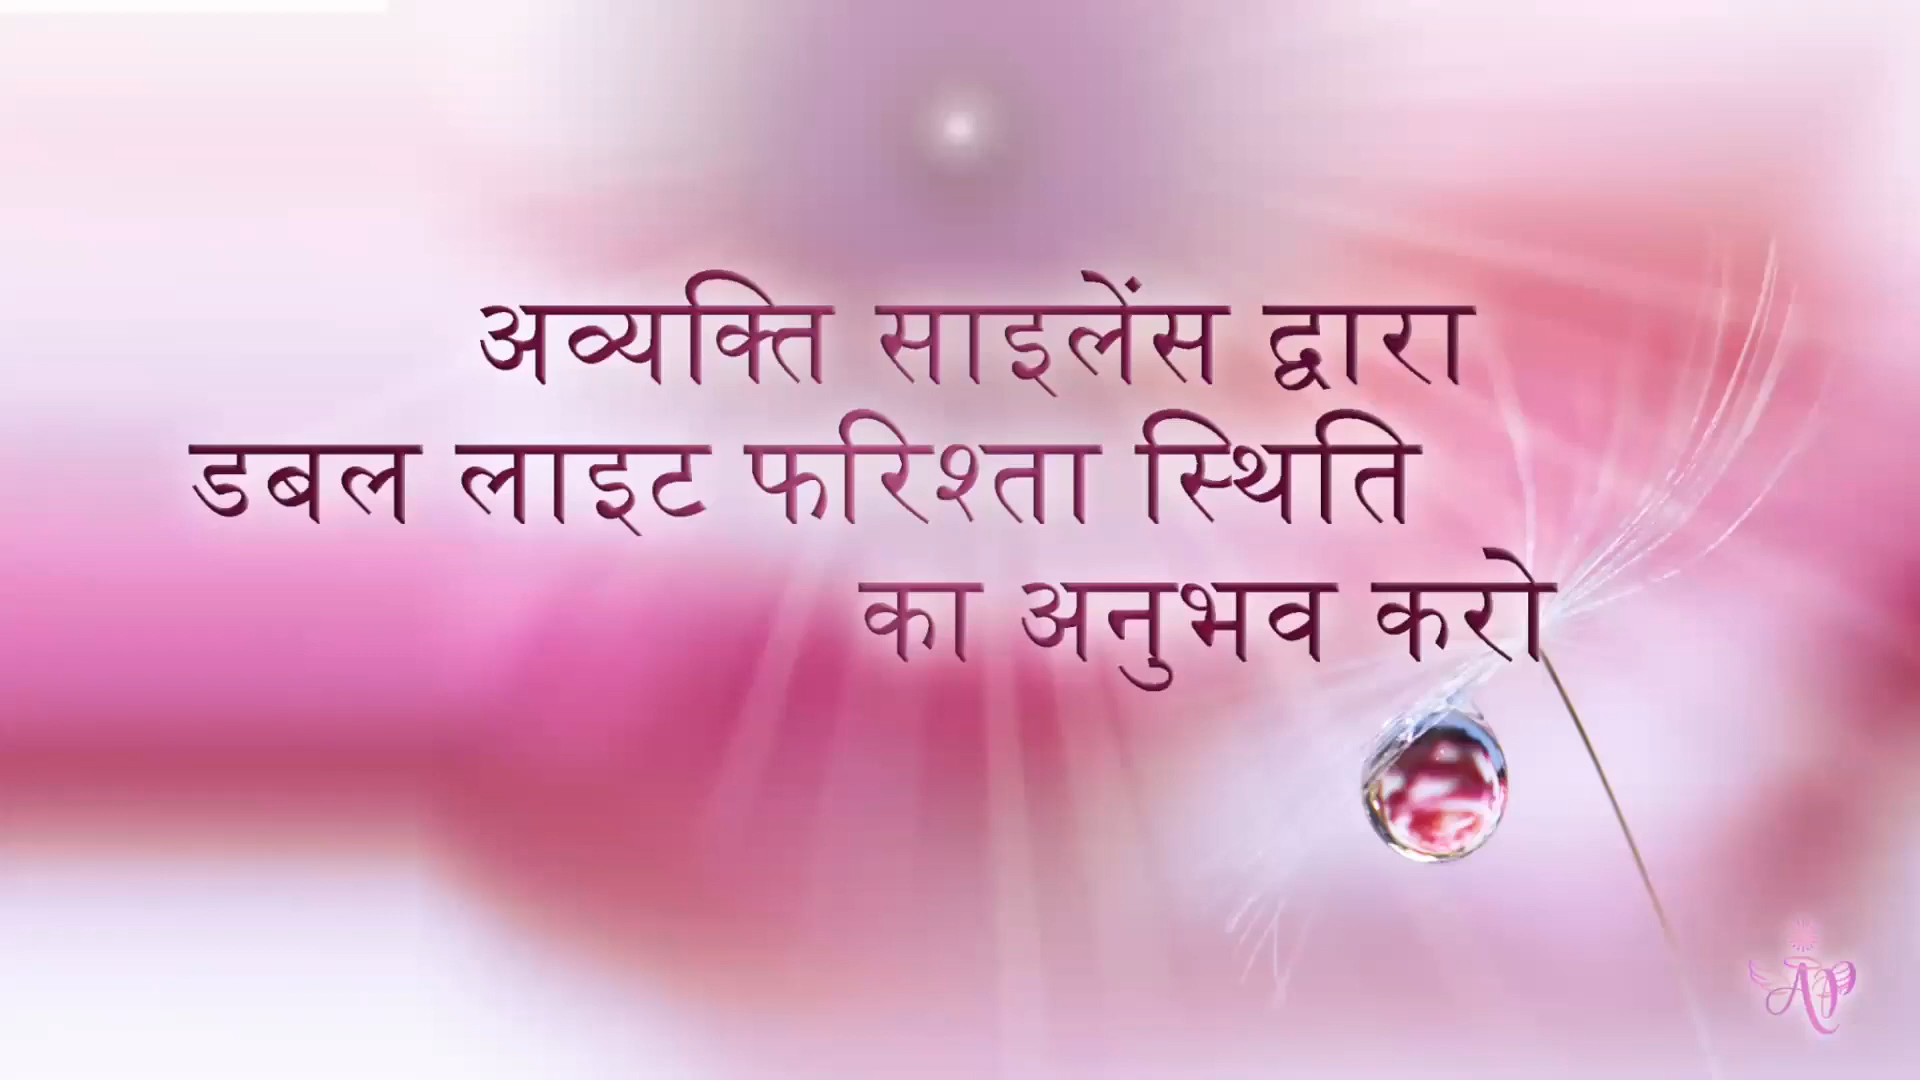 अव्यक्ति साइलेंस द्वारा
डबल लाइट फरिश्ता स्थिति
का अनुभव करो